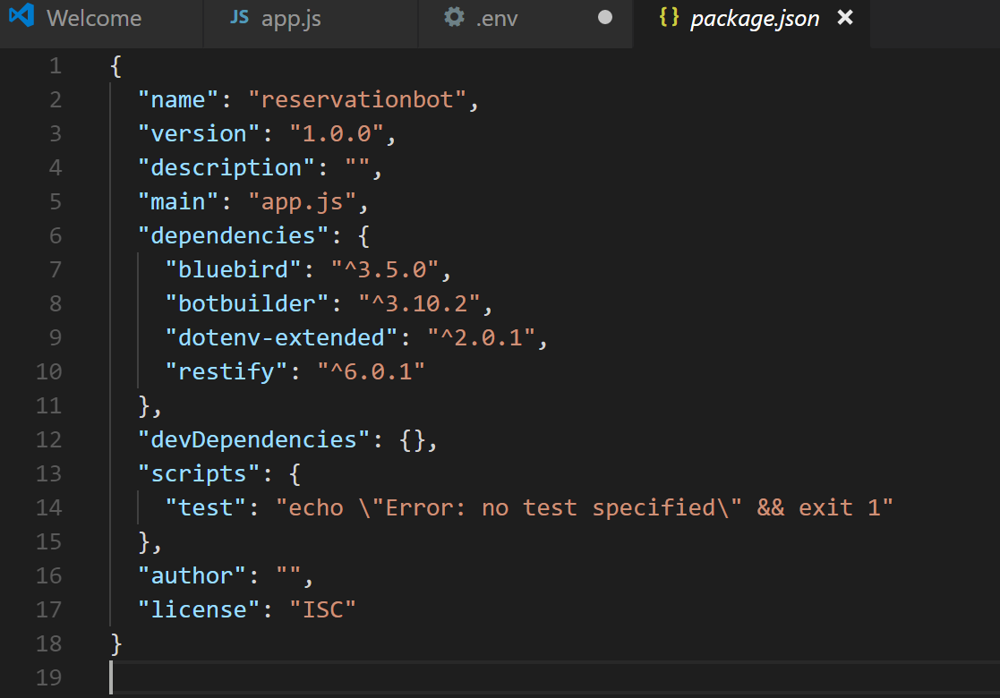 Welcome
JS app.js
.env
{} package.json
1 {
2 "name": "reservationbot",
3 "version": "1.0.0",
4 "description": "",
5 "main": "app.js",
6 "dependencies": {
7 "bluebird": "^3.5.0",
8 "botbuilder": "^3.10.2",
9 "dotenv-extended": "^2.0.1",
10 "restify": "^6.0.1"
11 },
12 "devDependencies": {},
13 "scripts": {
14 "test": "echo \"Error: no test specified\" && exit 1"
15 },
16 "author": "",
17 "license": "ISC"
18 }
19